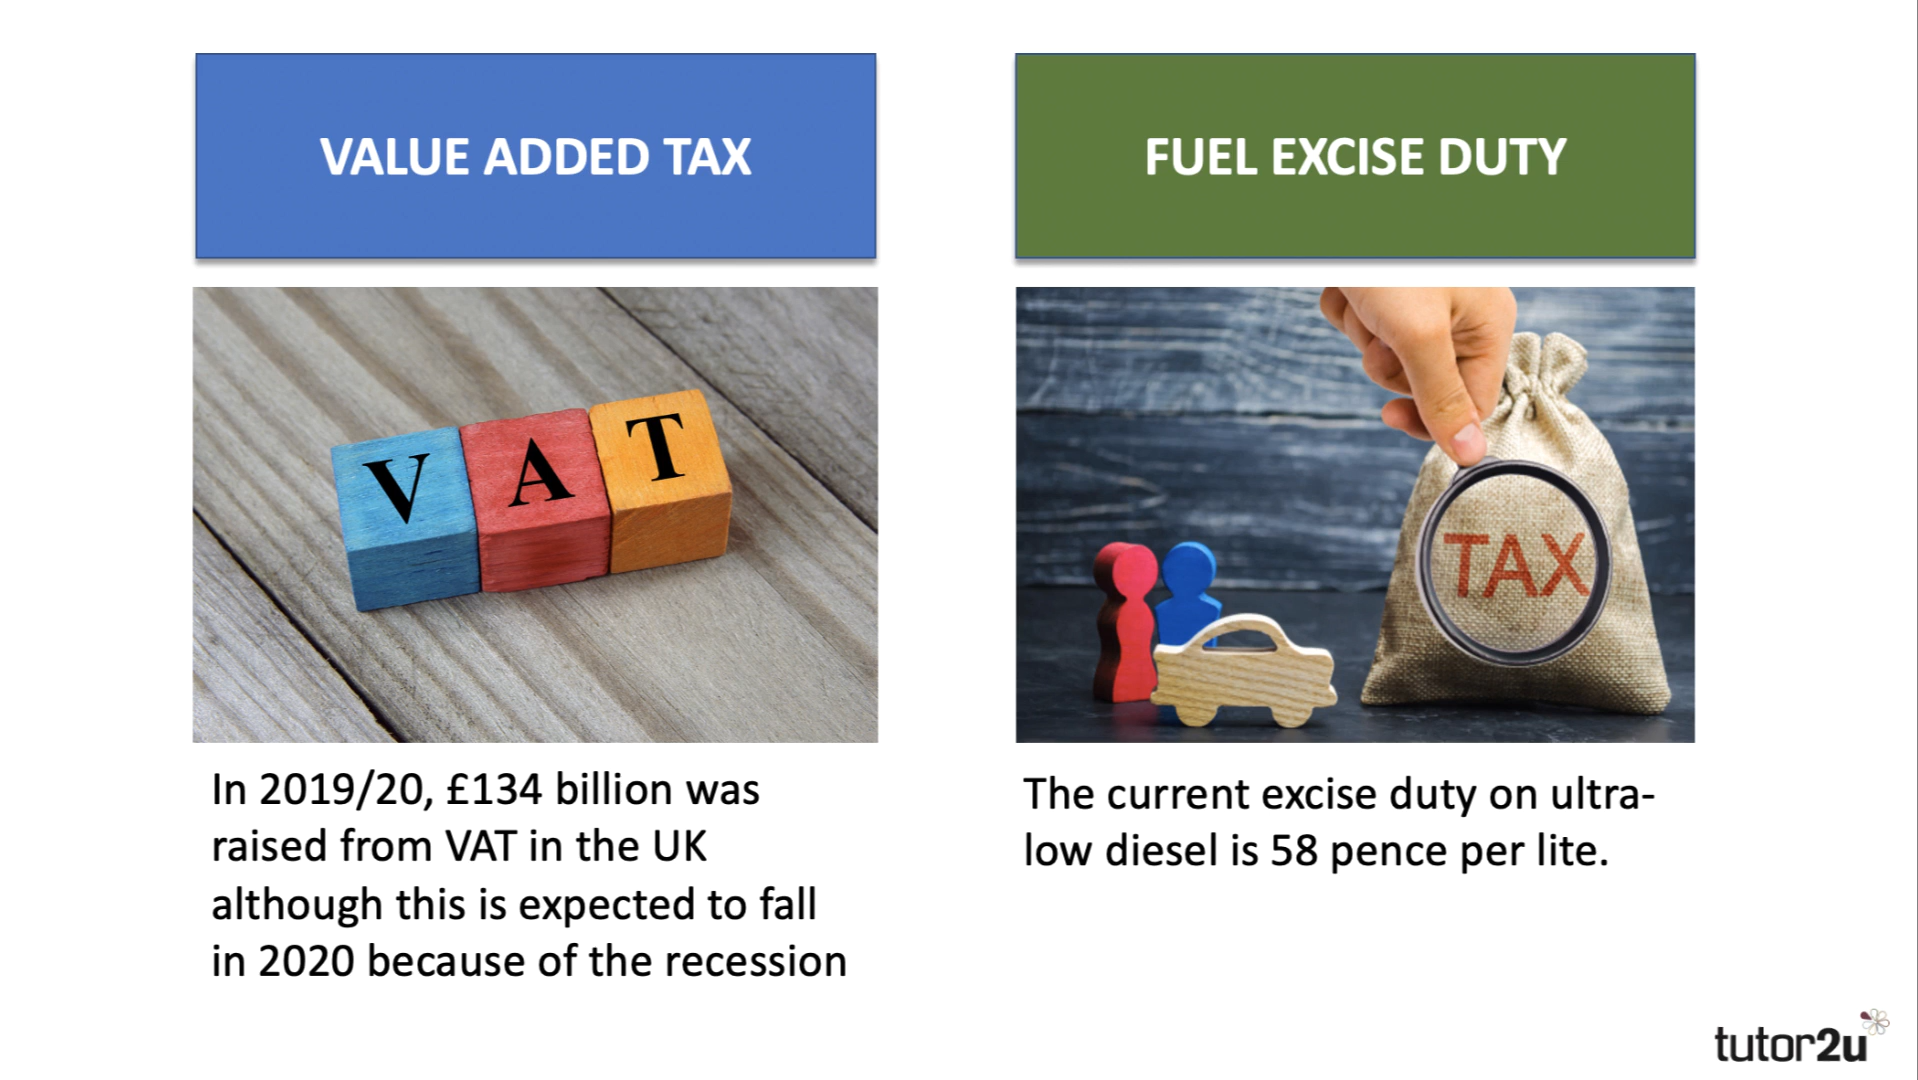 VALUE ADDED TAX
FUEL EXCISE DUTY
V A T
TAX
In 2019/20, £134 billion was
raised from VAT in the UK
although this is expected to fall
in 2020 because of the recession
The current excise duty on ultra-
low diesel is 58 pence per lite.
tutor2u